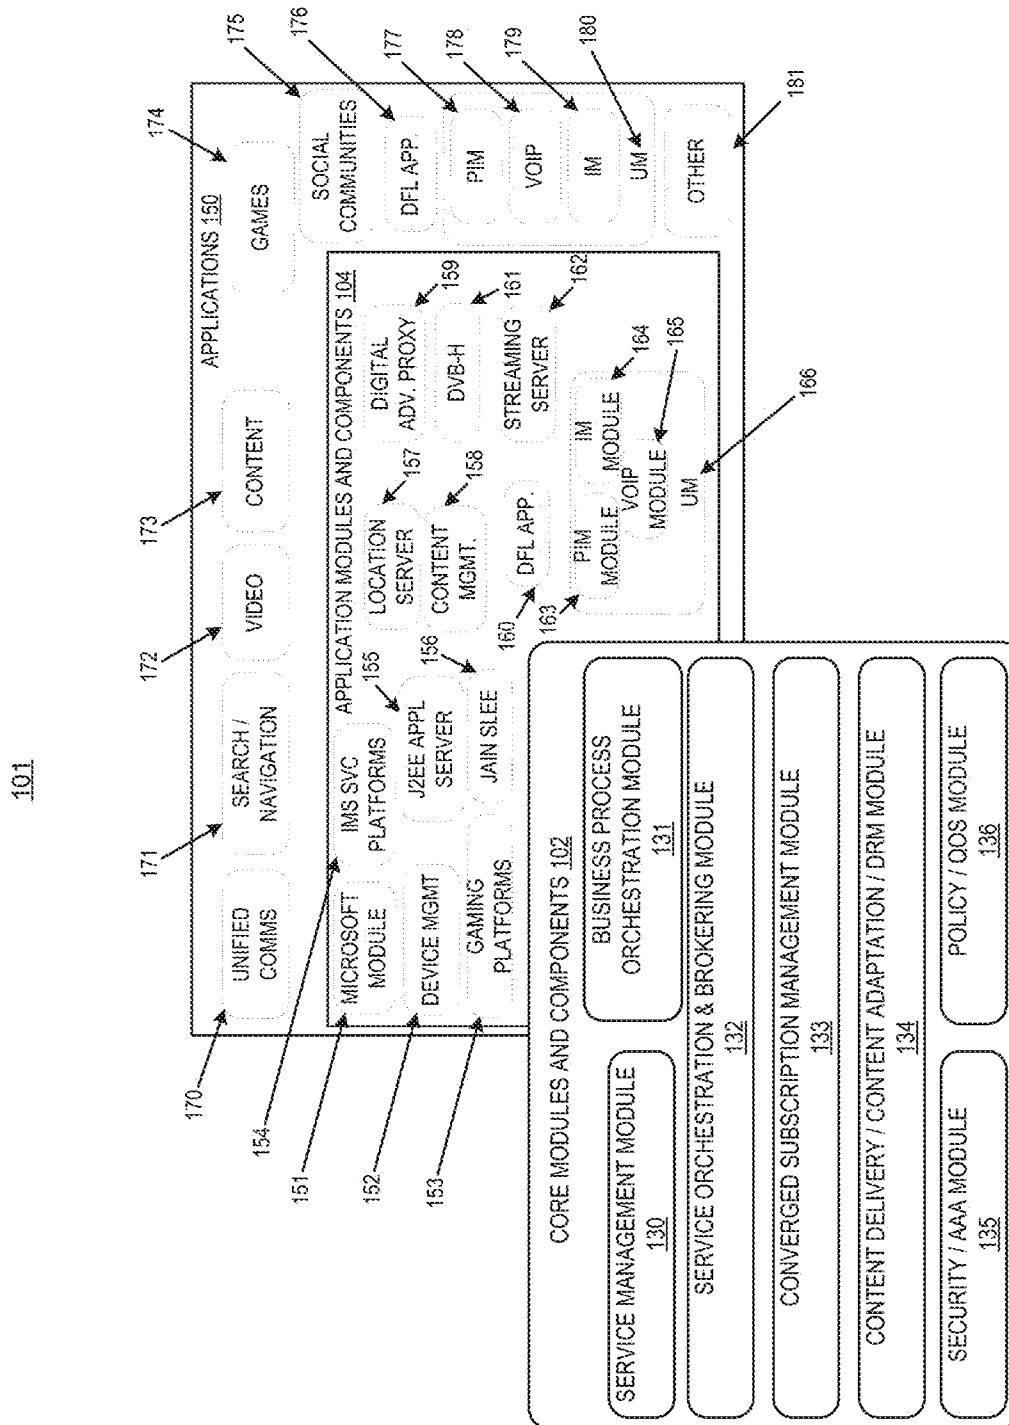 101
APPLICATIONS 150
170
UNIFIED
COMMS
171
SEARCH /
NAVIGATION
172
VIDEO
173
CONTENT
174
GAMES
175
SOCIAL
COMMUNITIES
176
DFL APP.
177
PIM
178
VOIP
179
IM
180
UM
181
OTHER
APPLICATION MODULES AND COMPONENTS 104
151
MICROSOFT
MODULE
154
IMS SVC
PLATFORMS
152
DEVICE MGMT
155
J2EE APPL
SERVER
153
GAMING
PLATFORMS
156
JAIN SLEE
157
LOCATION
SERVER
158
CONTENT
MGMT.
159
DIGITAL
ADV. PROXY
161
DVB-H
160
DFL APP.
162
STREAMING
SERVER
163
PIM
MODULE
164
IM
MODULE
165
VOIP
MODULE
166
UM
CORE MODULES AND COMPONENTS 102
SERVICE MANAGEMENT MODULE
130
BUSINESS PROCESS
ORCHESTRATION MODULE
131
SERVICE ORCHESTRATION & BROKERING MODULE
132
CONVERGED SUBSCRIPTION MANAGEMENT MODULE
133
CONTENT DELIVERY / CONTENT ADAPTATION / DRM MODULE
134
SECURITY / AAA MODULE
135
POLICY / QOS MODULE
136